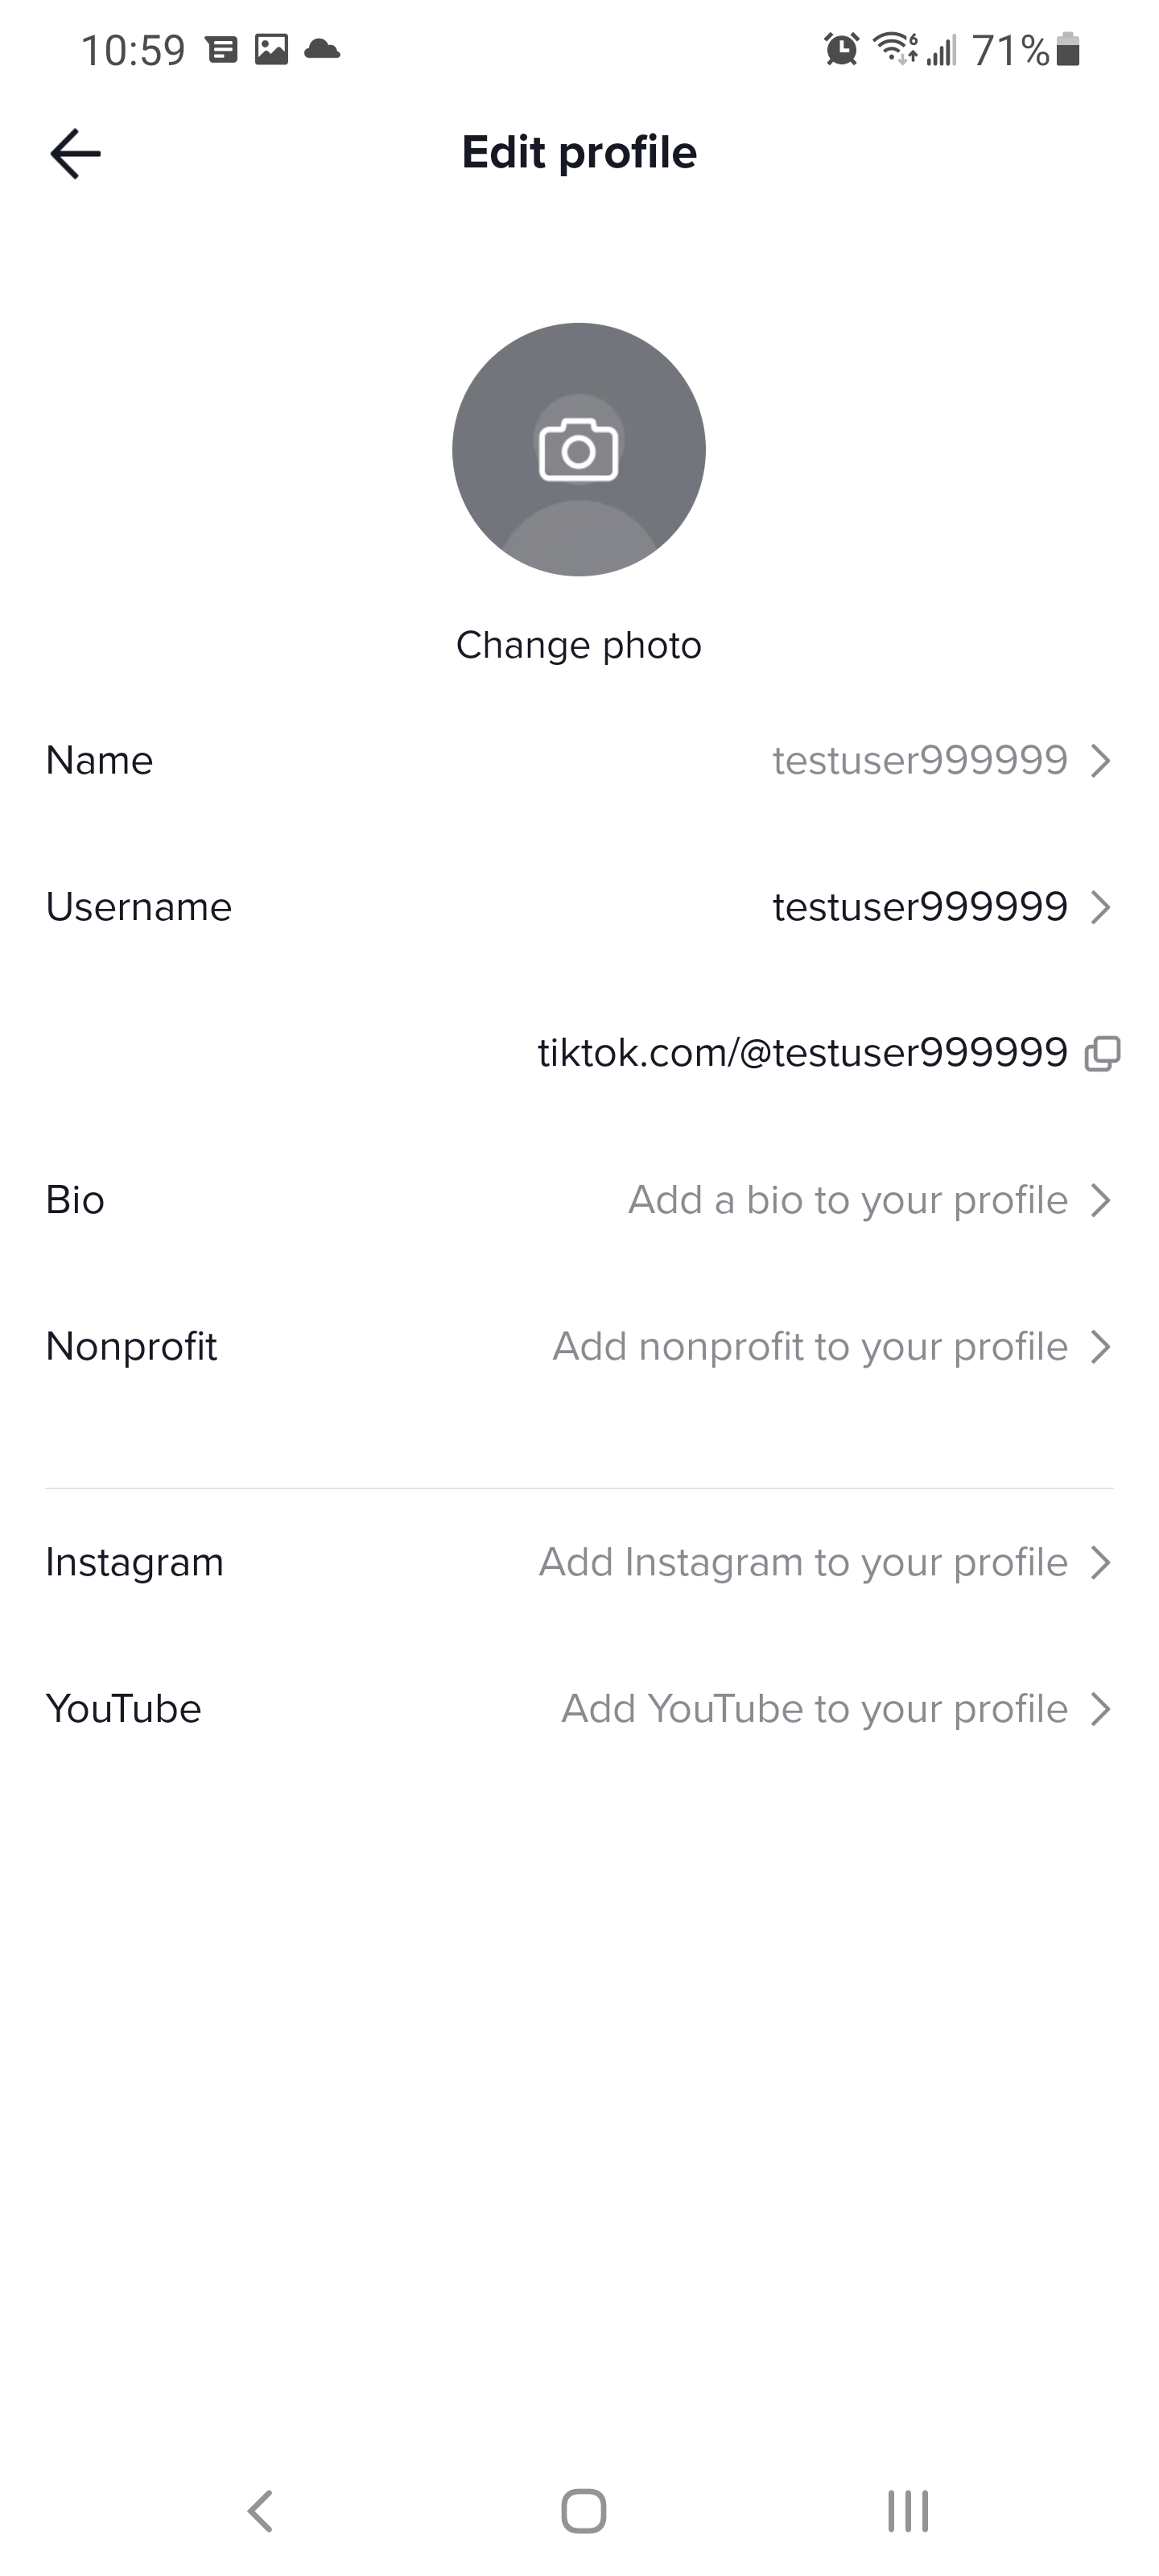 10:59 6 71%
Edit profile
Change photo
Name testuser999999
Username testuser999999
tiktok.com/@testuser999999
Bio Add a bio to your profile
Nonprofit Add nonprofit to your profile
Instagram Add Instagram to your profile
YouTube Add YouTube to your profile